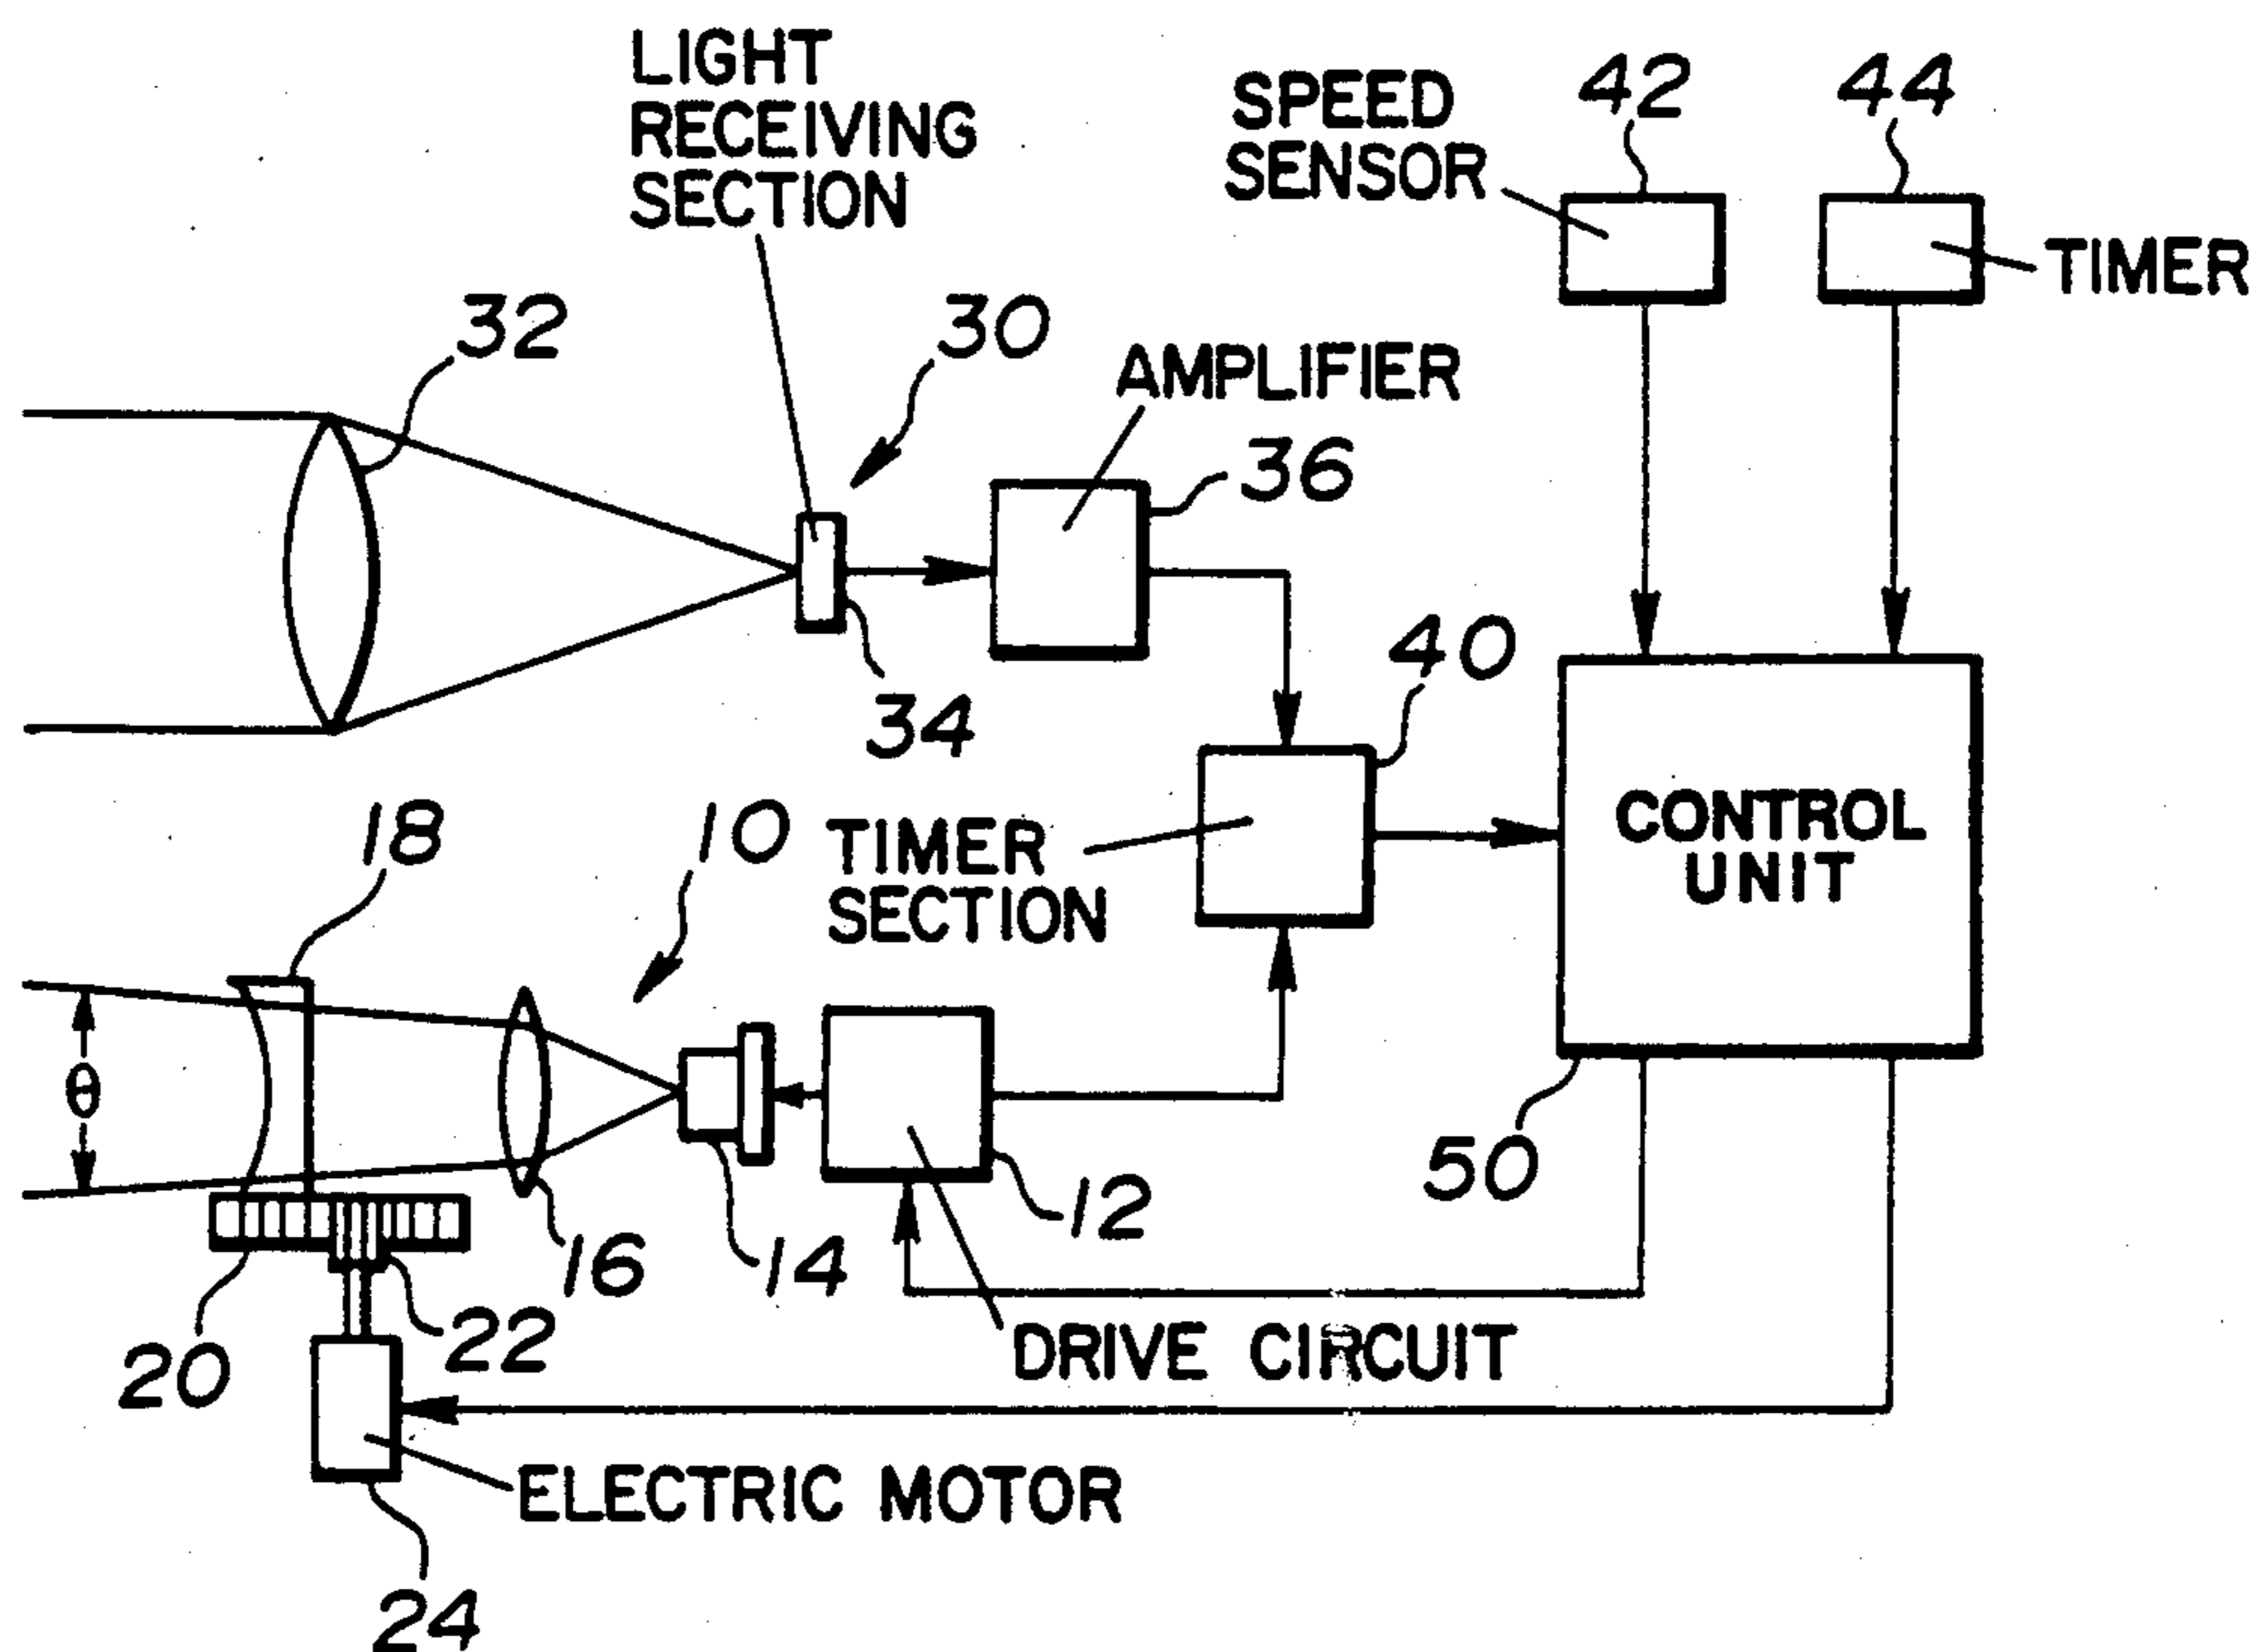 LIGHT
RECEIVING
SECTION
SPEED
SENSOR
42
44
TIMER
32
30
AMPLIFIER
36
34
40
CONTROL
UNIT
18
10
TIMER
SECTION
θ
50
12
16
14
20
22
DRIVE CIRCUIT
ELECTRIC MOTOR
24